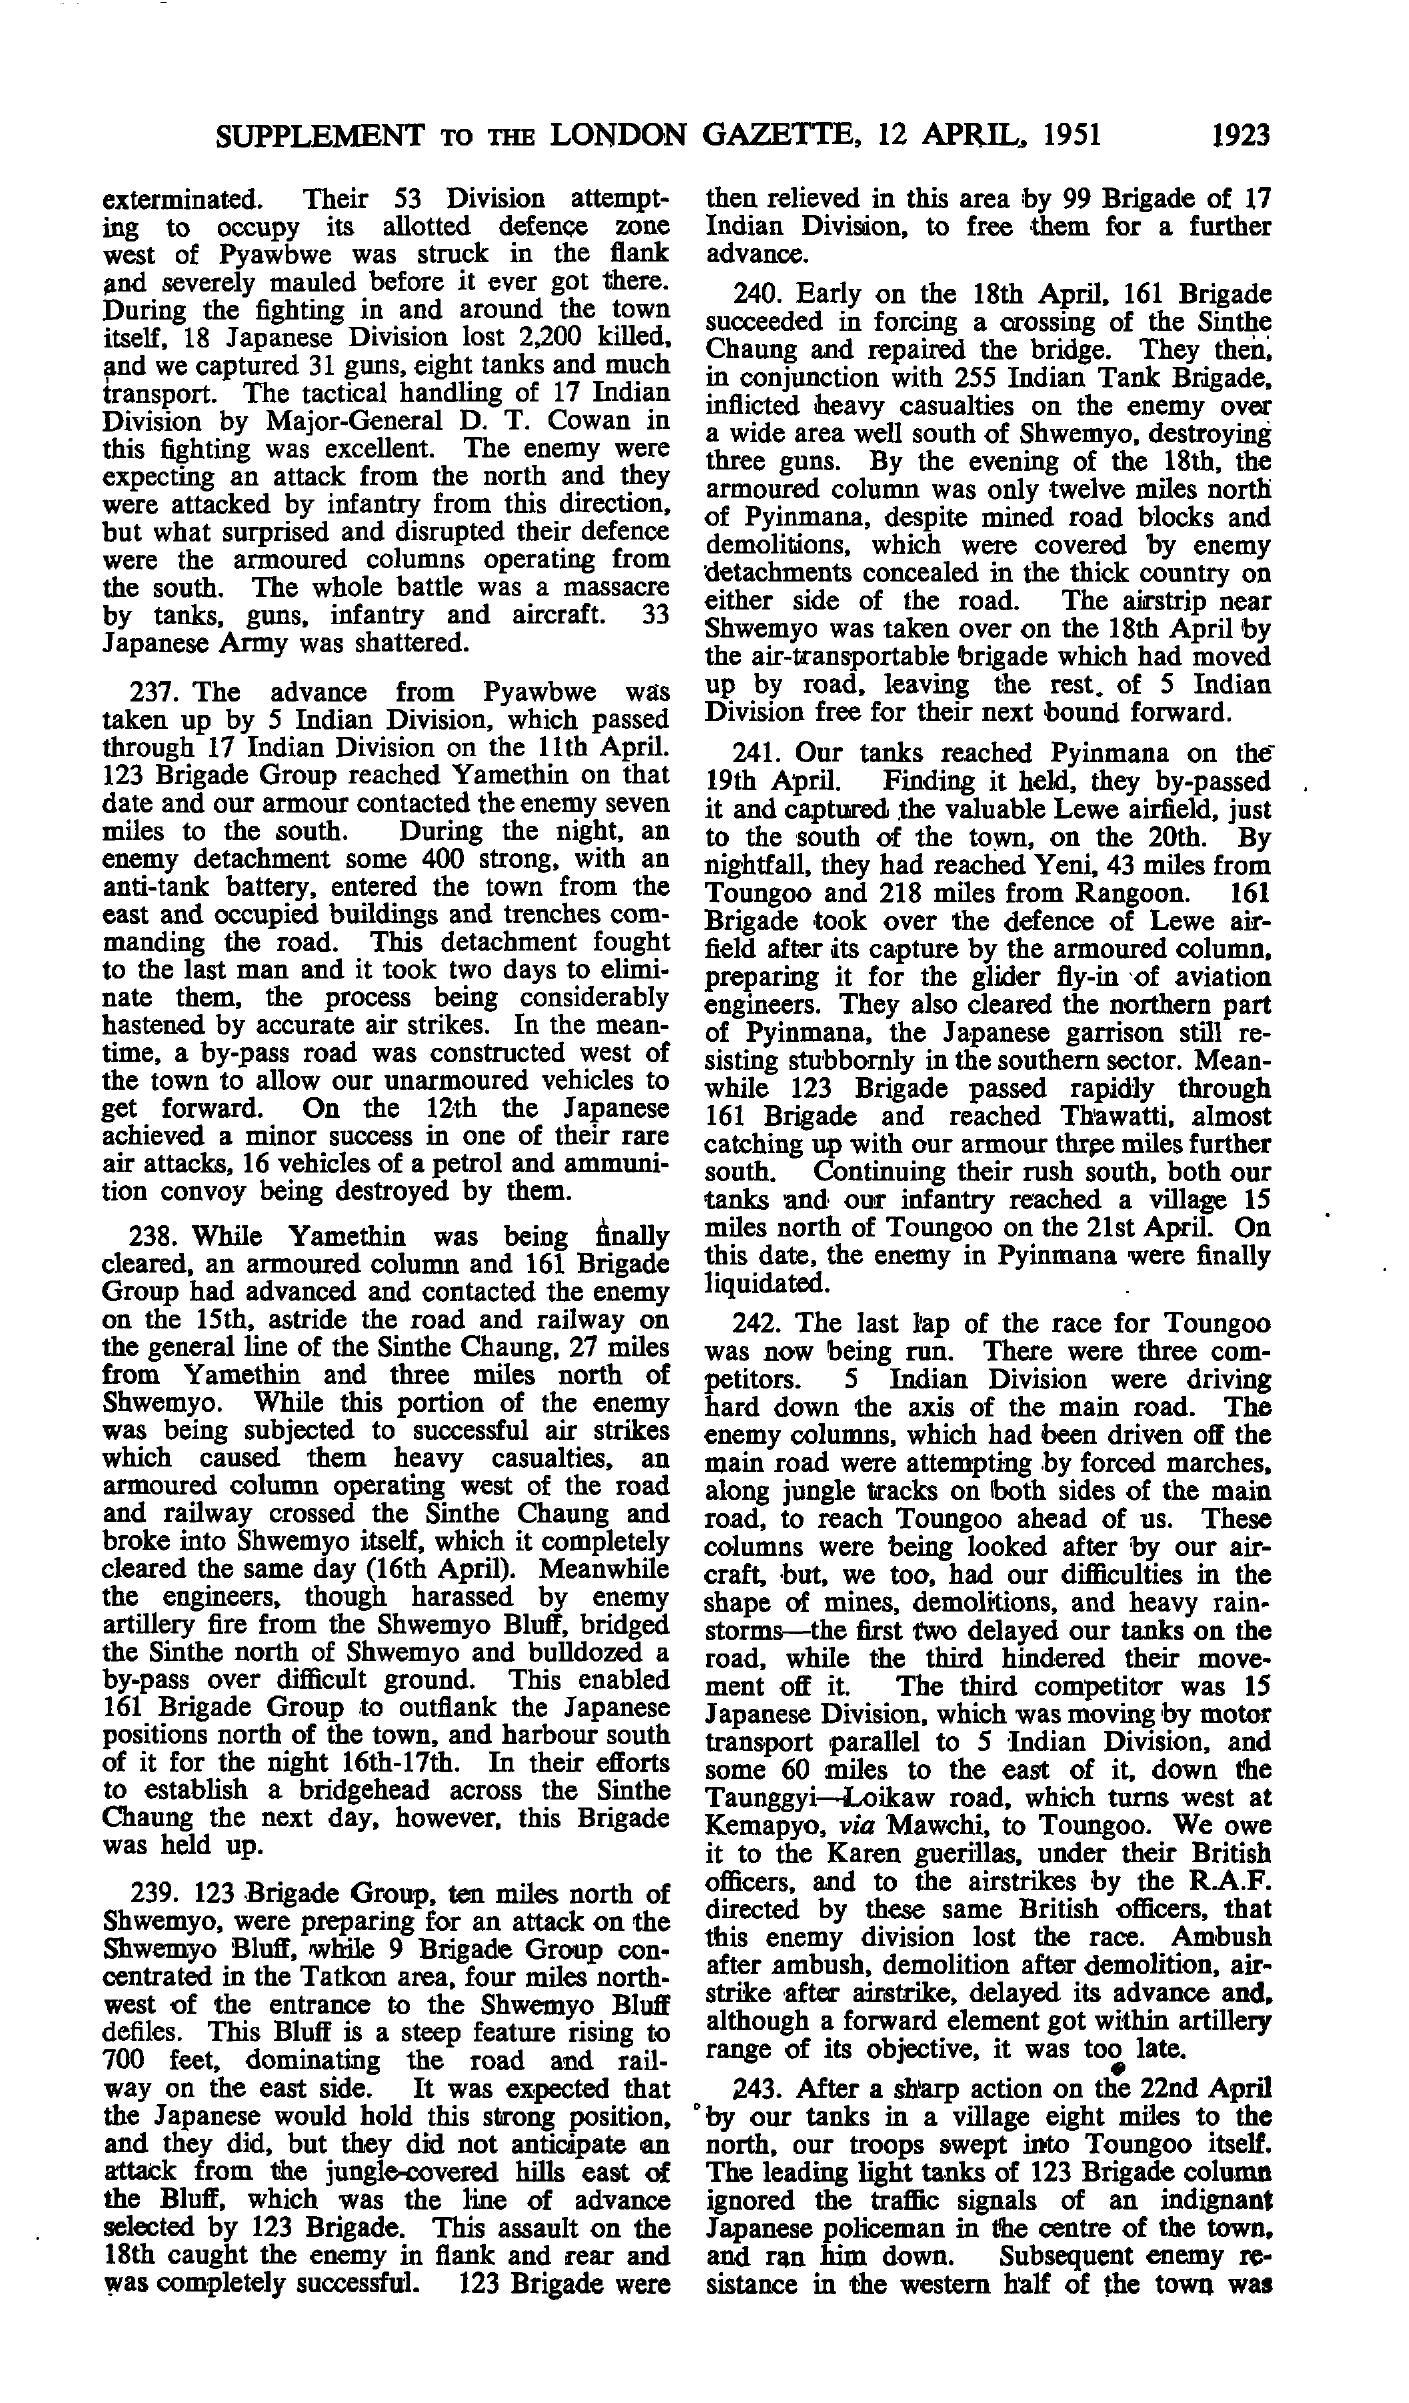 SUPPLEMENT TO THE LONDON GAZETTE, 12 APRIL, 1951 1923
exterminated. Their 53 Division attempt-
ing to occupy its allotted defence zone
west of Pyawbwe was struck in the flank
and severely mauled before it ever got there.
During the fighting in and around the town
itself, 18 Japanese Division lost 2,200 killed,
and we captured 31 guns, eight tanks and much
transport. The tactical handling of 17 Indian
Division by Major-General D. T. Cowan in
this fighting was excellent. The enemy were
expecting an attack from the north and they
were attacked by infantry from this direction,
but what surprised and disrupted their defence
were the armoured columns operating from
the south. The whole battle was a massacre
by tanks, guns, infantry and aircraft. 33
Japanese Army was shattered.
237. The advance from Pyawbwe was
taken up by 5 Indian Division, which passed
through 17 Indian Division on the 11th April.
123 Brigade Group reached Yamethin on that
date and our armour contacted the enemy seven
miles to the south. During the night, an
enemy detachment some 400 strong, with an
anti-tank battery, entered the town from the
east and occupied buildings and trenches com-
manding the road. This detachment fought
to the last man and it took two days to elimi-
nate them, the process being considerably
hastened by accurate air strikes. In the mean-
time, a by-pass road was constructed west of
the town to allow our unarmoured vehicles to
get forward. On the 12th the Japanese
achieved a minor success in one of their rare
air attacks, 16 vehicles of a petrol and ammuni-
tion convoy being destroyed by them.
238. While Yamethin was being finally
cleared, an armoured column and 161 Brigade
Group had advanced and contacted the enemy
on the 15th, astride the road and railway on
the general line of the Sinthe Chaung, 27 miles
from Yamethin and three miles north of
Shwemyo. While this portion of the enemy
was being subjected to successful air strikes
which caused them heavy casualties, an
armoured column operating west of the road
and railway crossed the Sinthe Chaung and
broke into Shwemyo itself, which it completely
cleared the same day (16th April). Meanwhile
the engineers, though harassed by enemy
artillery fire from the Shwemyo Bluff, bridged
the Sinthe north of Shwemyo and bulldozed a
by-pass over difficult ground. This enabled
161 Brigade Group to outflank the Japanese
positions north of the town, and harbour south
of it for the night 16th-17th. In their efforts
to establish a bridgehead across the Sinthe
Chaung the next day, however, this Brigade
was held up.
239. 123 Brigade Group, ten miles north of
Shwemyo, were preparing for an attack on the
Shwemyo Bluff, while 9 Brigade Group con-
centrated in the Tatkon area, four miles north-
west of the entrance to the Shwemyo Bluff
defiles. This Bluff is a steep feature rising to
700 feet, dominating the road and rail-
way on the east side. It was expected that
the Japanese would hold this strong position,
and they did, but they did not anticipate an
attack from the jungle-covered hills east of
the Bluff, which was the line of advance
selected by 123 Brigade. This assault on the
18th caught the enemy in flank and rear and
was completely successful. 123 Brigade were
then relieved in this area by 99 Brigade of 17
Indian Division, to free them for a further
advance.
240. Early on the 18th April, 161 Brigade
succeeded in forcing a crossing of the Sinthe
Chaung and repaired the bridge. They then,
in conjunction with 255 Indian Tank Brigade,
inflicted heavy casualties on the enemy over
a wide area well south of Shwemyo, destroying
three guns. By the evening of the 18th, the
armoured column was only twelve miles north
of Pyinmana, despite mined road blocks and
demolitions, which were covered by enemy
detachments concealed in the thick country on
either side of the road. The airstrip near
Shwemyo was taken over on the 18th April by
the air-transportable brigade which had moved
up by road, leaving the rest of 5 Indian
Division free for their next bound forward.
241. Our tanks reached Pyinmana on the
19th April. Finding it held, they by-passed
it and captured the valuable Lewe airfield, just
to the south of the town, on the 20th. By
nightfall, they had reached Yeni, 43 miles from
Toungoo and 218 miles from Rangoon. 161
Brigade took over the defence of Lewe air-
field after its capture by the armoured column,
preparing it for the glider fly-in of aviation
engineers. They also cleared the northern part
of Pyinmana, the Japanese garrison still re-
sisting stubbornly in the southern sector. Mean-
while 123 Brigade passed rapidly through
161 Brigade and reached Thawatti, almost
catching up with our armour three miles further
south. Continuing their rush south, both our
tanks and our infantry reached a village 15
miles north of Toungoo on the 21st April. On
this date, the enemy in Pyinmana were finally
liquidated.
242. The last lap of the race for Toungoo
was now being run. There were three com-
petitors. 5 Indian Division were driving
hard down the axis of the main road. The
enemy columns, which had been driven off the
main road were attempting by forced marches,
along jungle tracks on both sides of the main
road, to reach Toungoo ahead of us. These
columns were being looked after by our air-
craft, but, we too, had our difficulties in the
shape of mines, demolitions, and heavy rain-
storms—the first two delayed our tanks on the
road, while the third hindered their move-
ment off it. The third competitor was 15
Japanese Division, which was moving by motor
transport parallel to 5 Indian Division, and
some 60 miles to the east of it, down the
Taunggyi—Loikaw road, which turns west at
Kemapyo, via Mawchi, to Toungoo. We owe
it to the Karen guerillas, under their British
officers, and to the airstrikes by the R.A.F.
directed by these same British officers, that
this enemy division lost the race. Ambush
after ambush, demolition after demolition, air-
strike after airstrike, delayed its advance and,
although a forward element got within artillery
range of its objective, it was too late.
243. After a sharp action on the 22nd April
by our tanks in a village eight miles to the
north, our troops swept into Toungoo itself.
The leading light tanks of 123 Brigade column
ignored the traffic signals of an indignant
Japanese policeman in the centre of the town,
and ran him down. Subsequent enemy re-
sistance in the western half of the town was